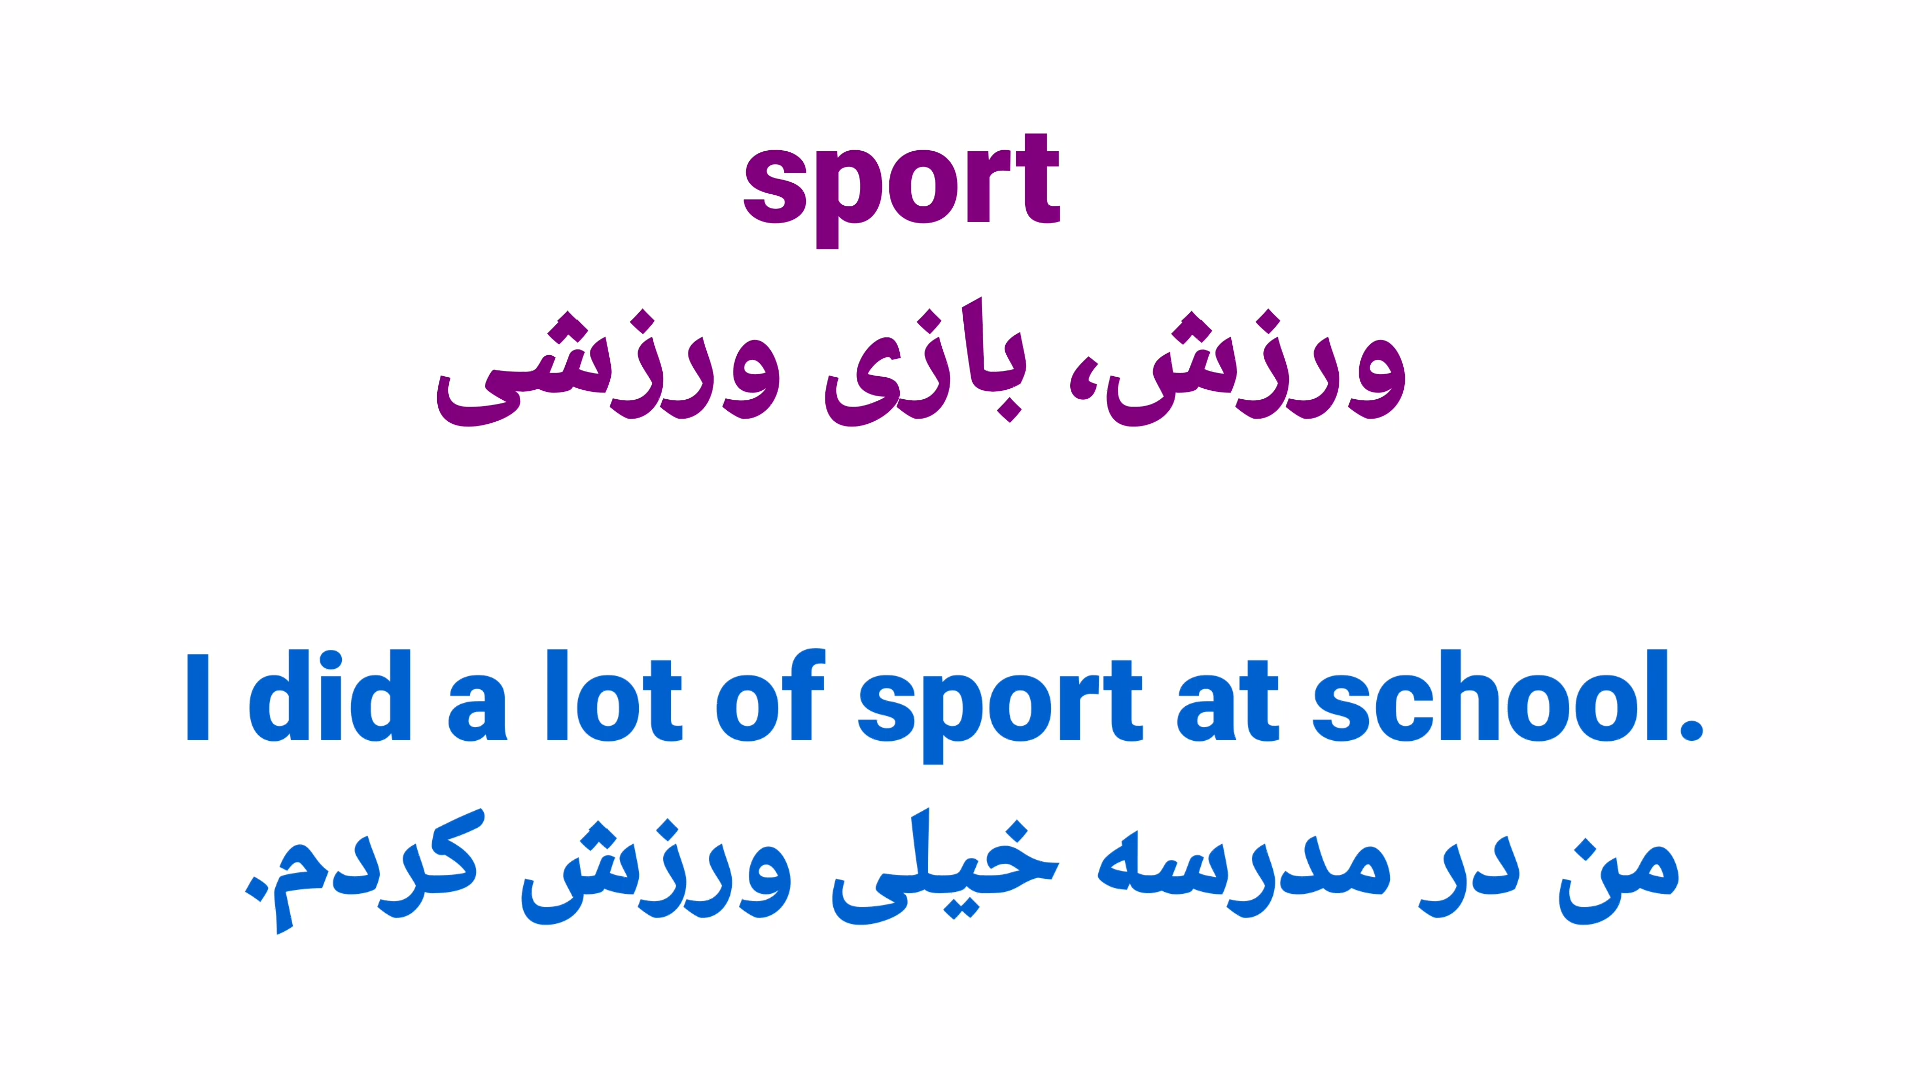 sport
ورزش، بازی ورزشی
I did a lot of sport at school.
من در مدرسه خیلی ورزش کردم.